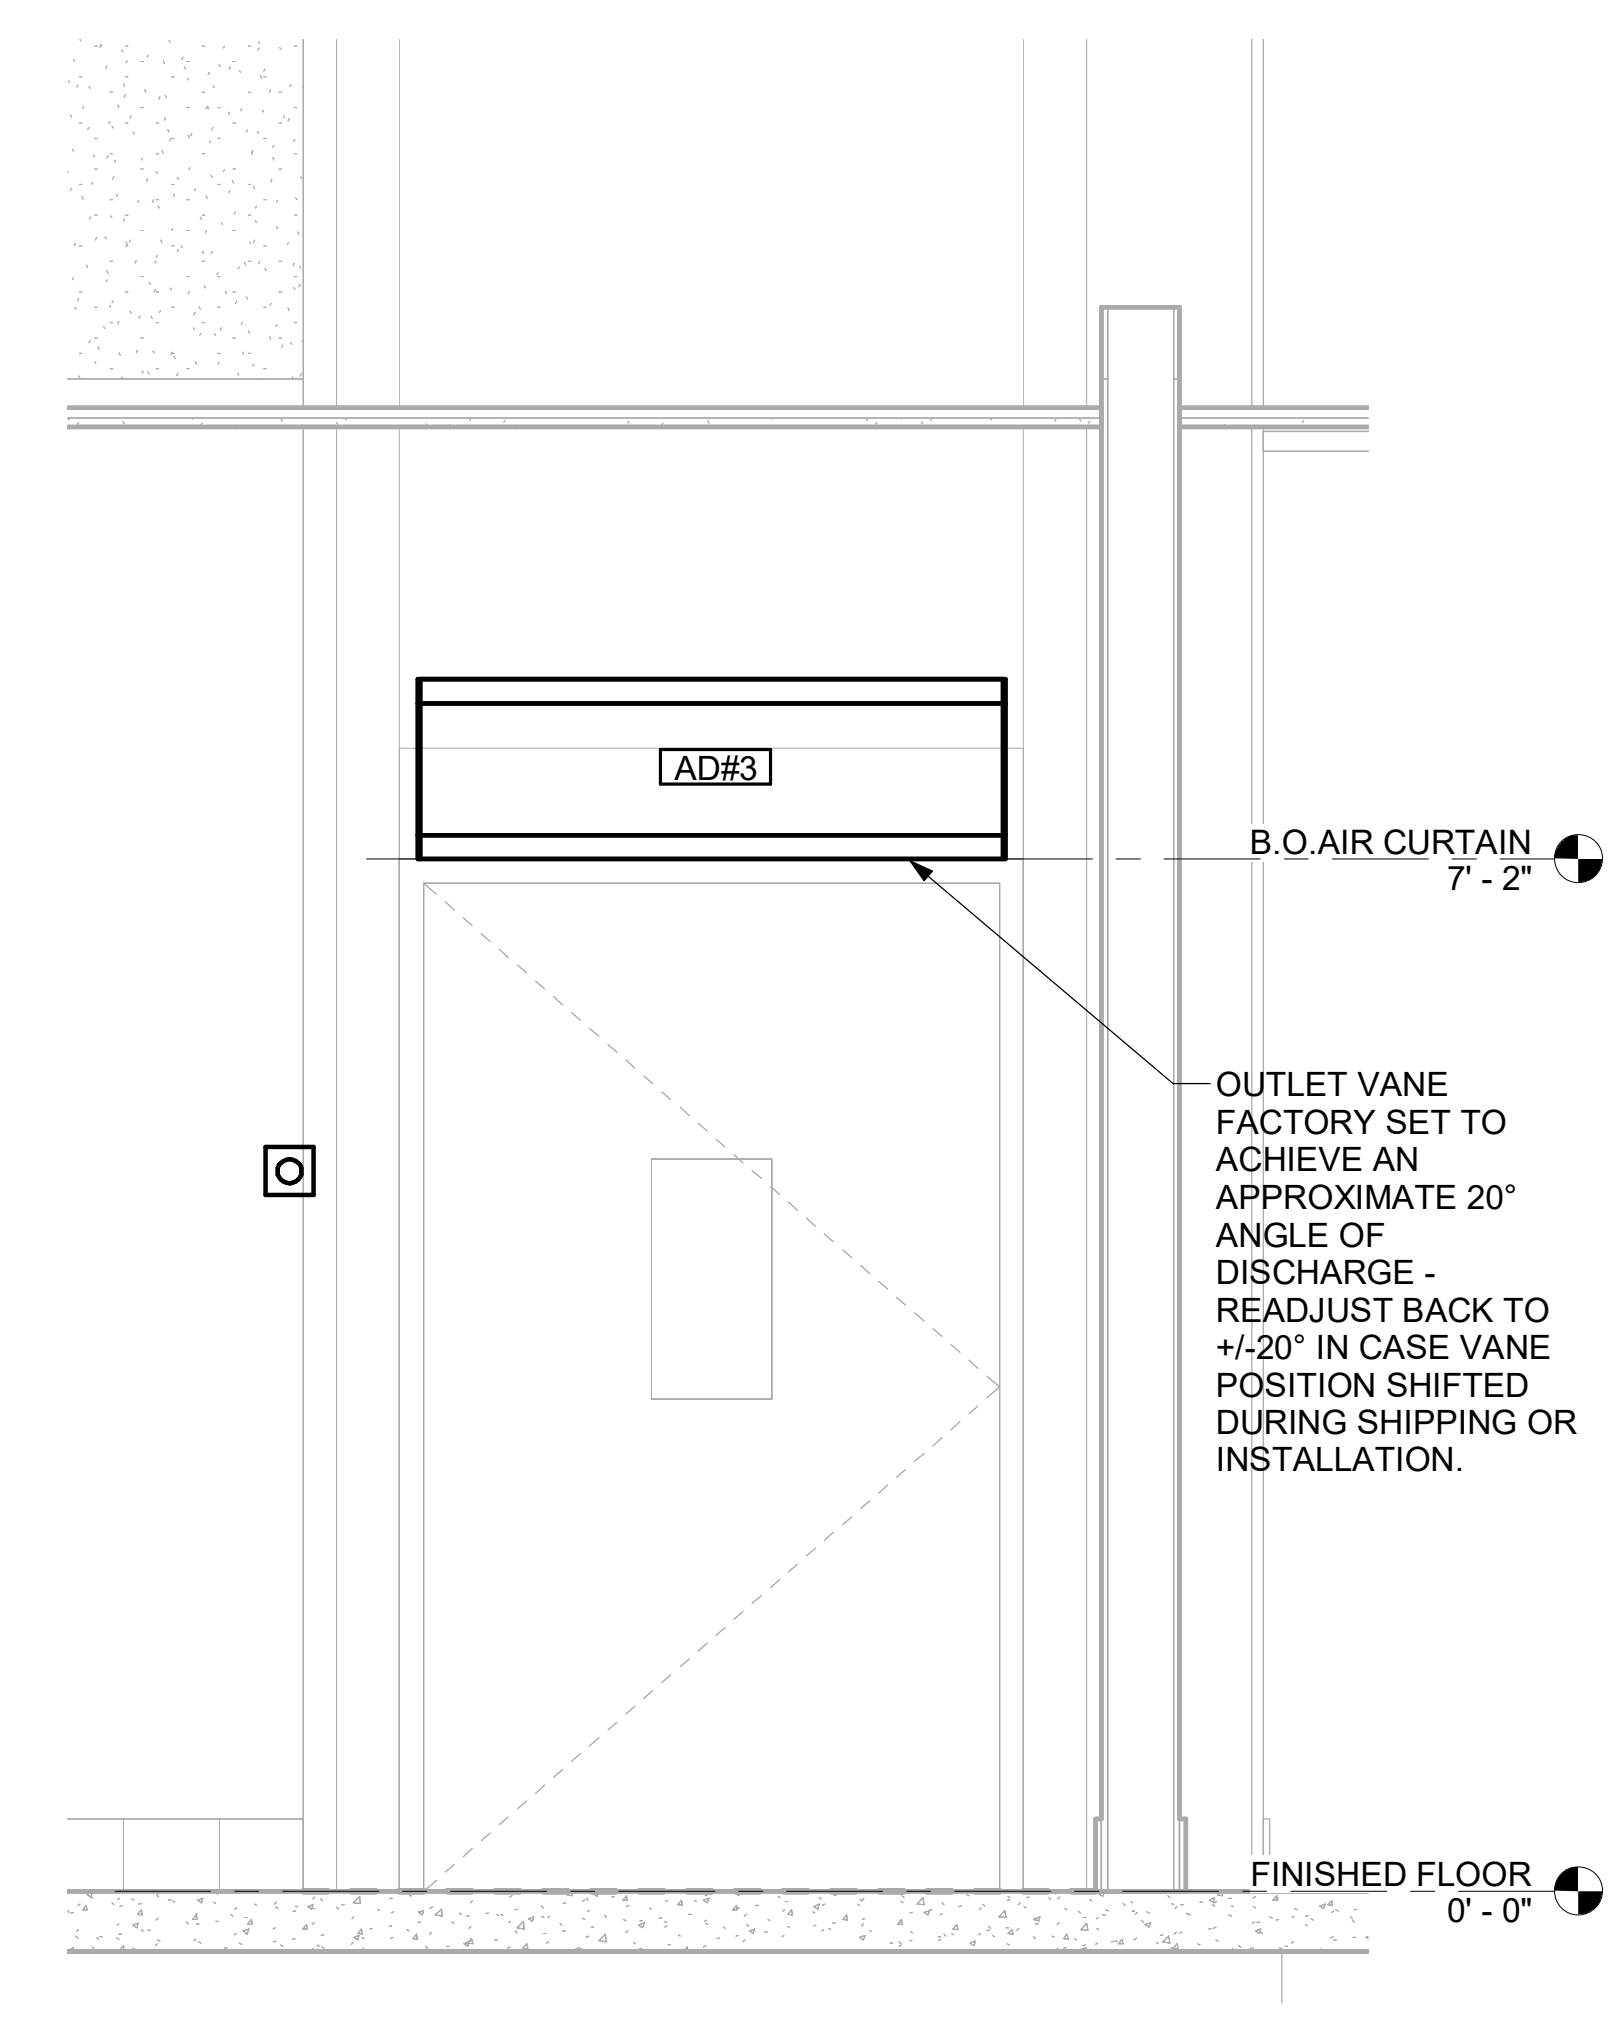 AD#3
B.O.AIR CURTAIN
7' - 2"
OUTLET VANE
FACTORY SET TO
ACHIEVE AN
APPROXIMATE 20°
ANGLE OF
DISCHARGE -
READJUST BACK TO
+/-20° IN CASE VANE
POSITION SHIFTED
DURING SHIPPING OR
INSTALLATION.
FINISHED FLOOR
0' - 0"